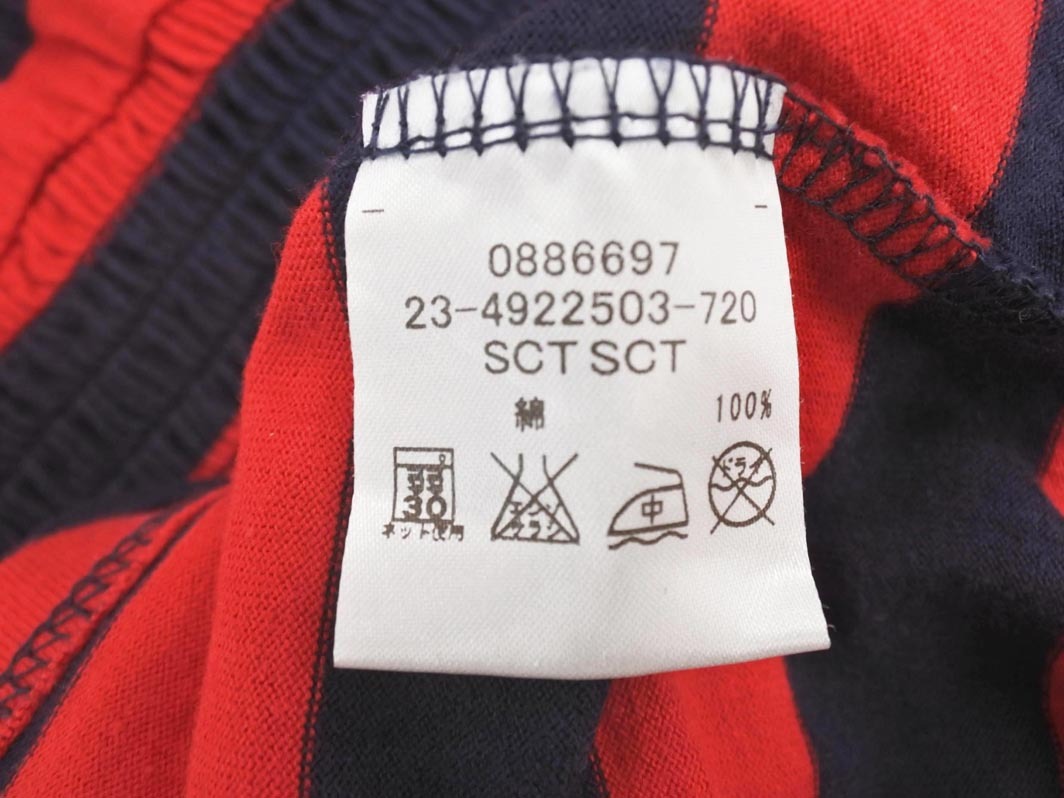 0886697
23-4922503-720
SCT SCT
綿 100%
弱 30 エンソサラシ 中 ドライ
ネット使用